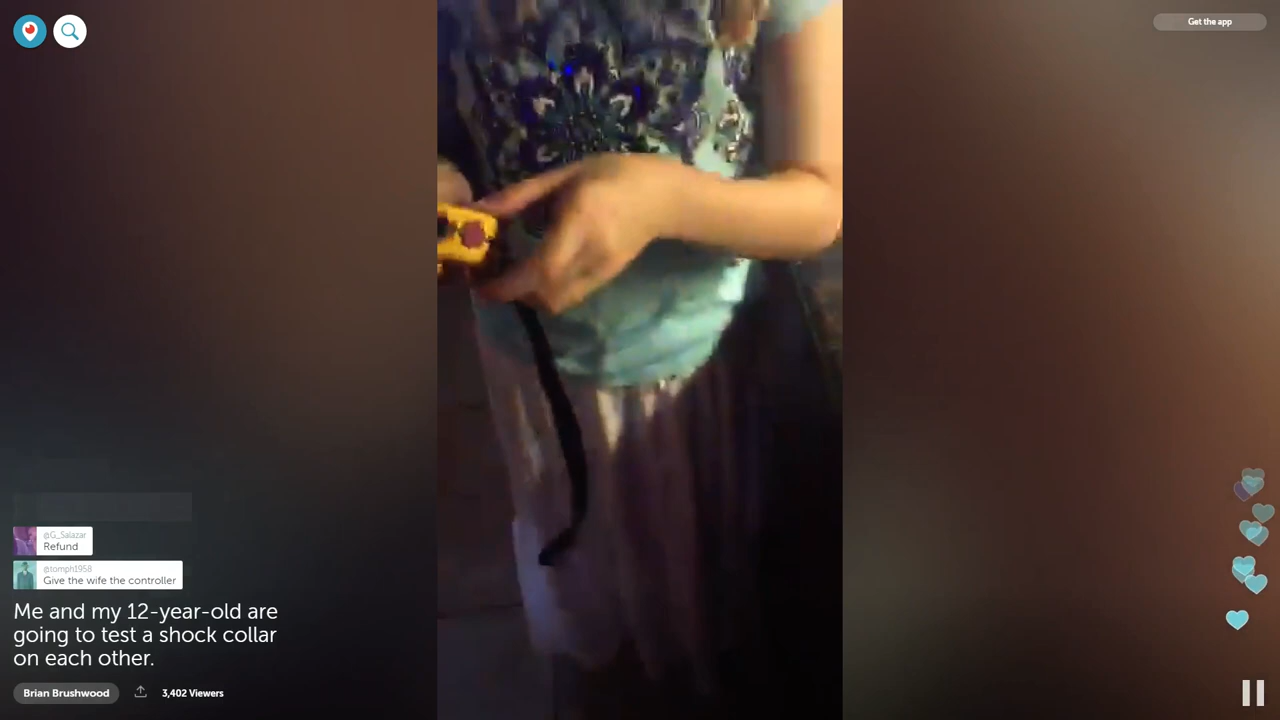 Get the app
@G_Salazar
Refund
@tomph1958
Give the wife the controller
Me and my 12-year-old are
going to test a shock collar
on each other.
Brian Brushwood
3,402 Viewers